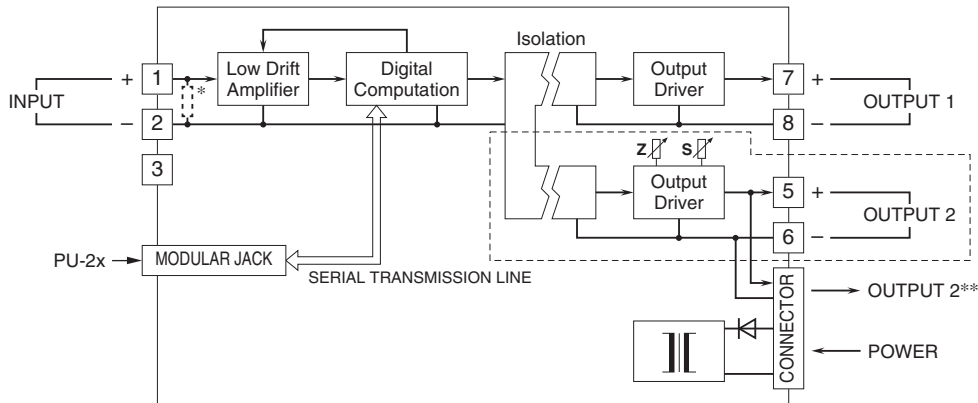 Isolation
INPUT
+
1
*
Low Drift
Amplifier
Digital
Computation
Output
Driver
7
+
OUTPUT 1
–
2
8
–
3
Z
S
Output
Driver
5
+
OUTPUT 2
6
–
PU-2x
MODULAR JACK
SERIAL TRANSMISSION LINE
CONNECTOR
OUTPUT 2**
POWER